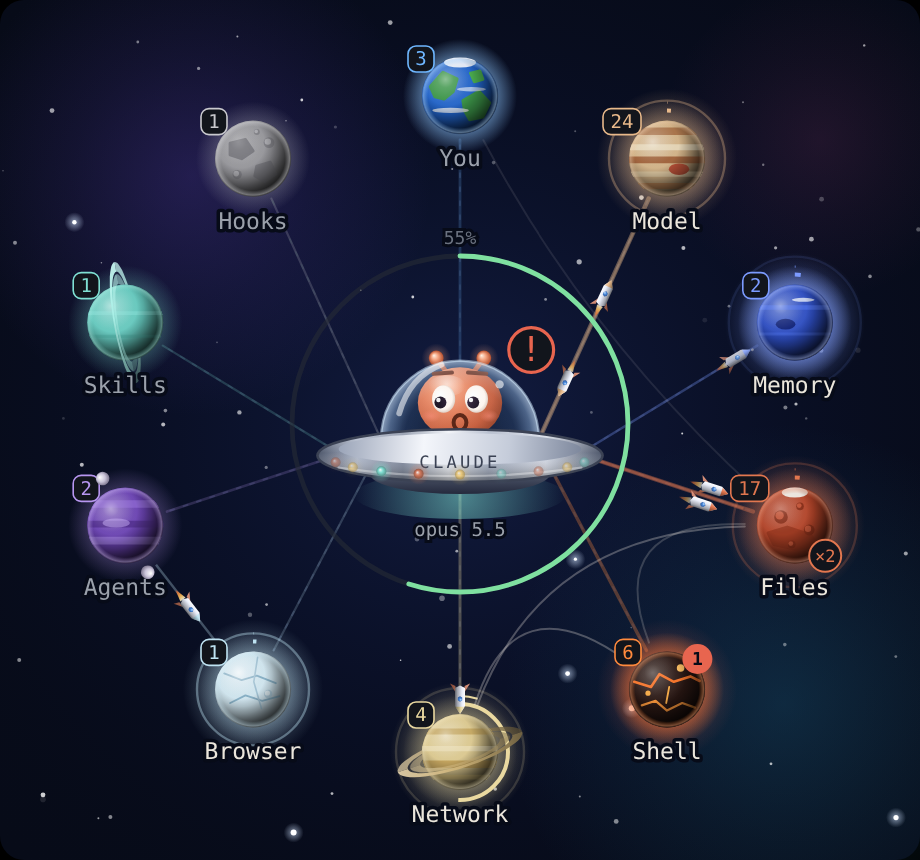 3
You
1
Hooks
24
Model
55%
1
Skills
2
Memory
!
CLAUDE
opus 5.5
2
Agents
17
×2
Files
1
Browser
6
1
Shell
4
Network